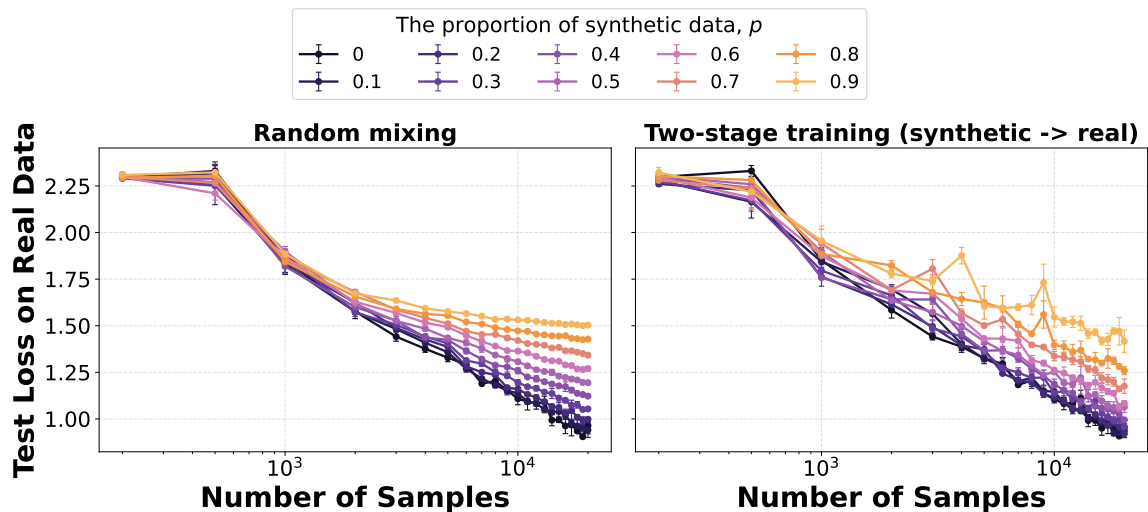 The proportion of synthetic data, p
0 0.2 0.4 0.6 0.8
0.1 0.3 0.5 0.7 0.9
Random mixing
Two-stage training (synthetic -> real)
Test Loss on Real Data
2.25
2.00
1.75
1.50
1.25
1.00
10³ 10⁴
10³ 10⁴
Number of Samples
Number of Samples